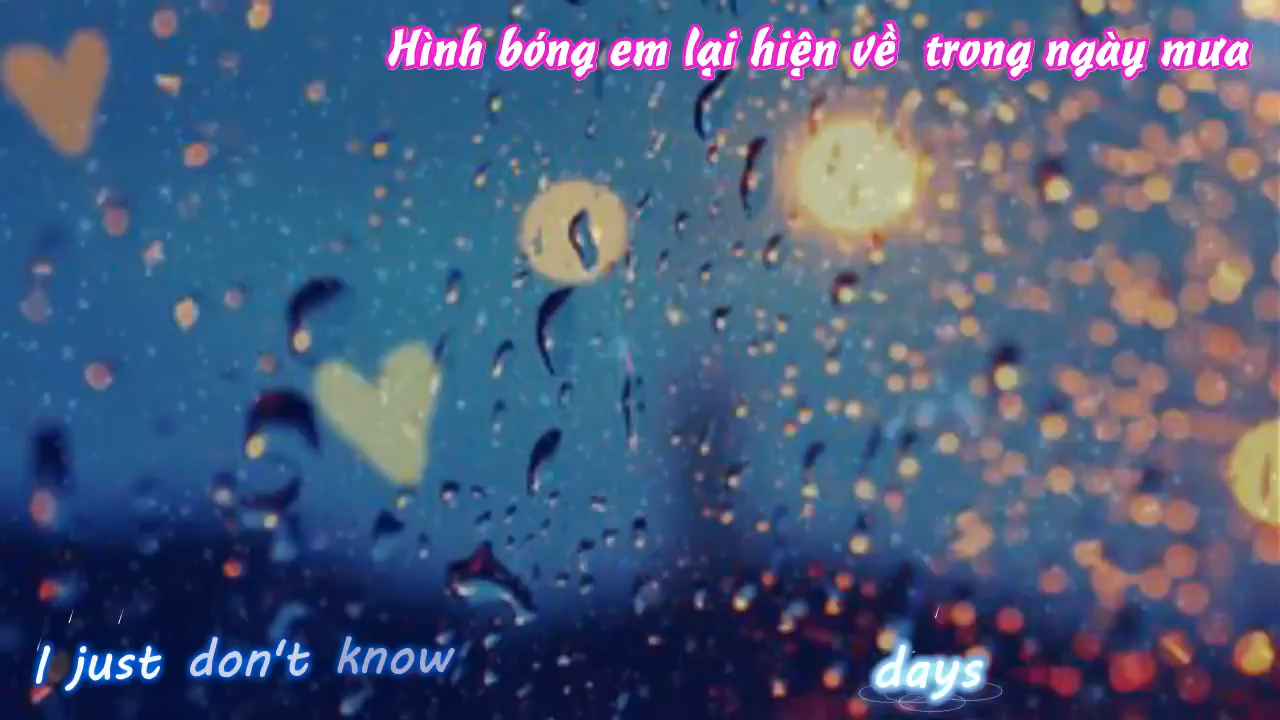 Hình bóng em lại hiện về trong ngày mưa
I just don't know days